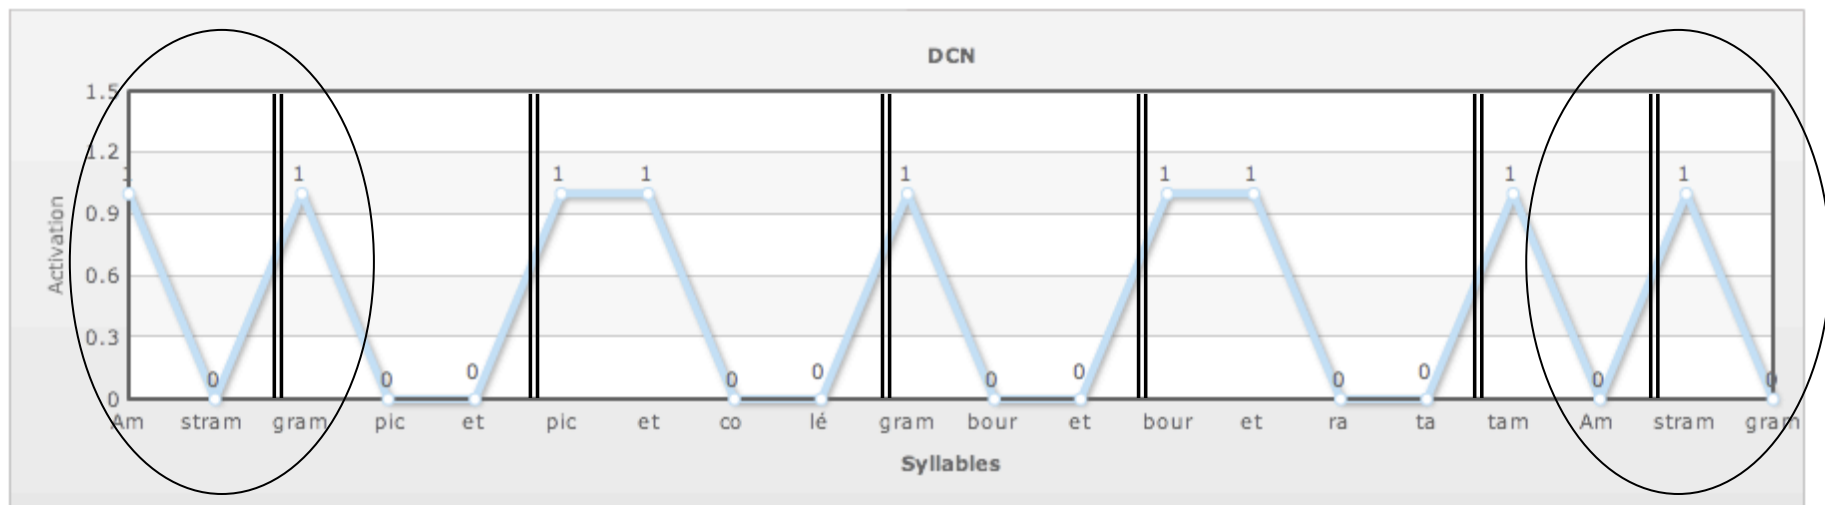 DCN
1.5
1.2
0.9
0.6
0.3
0
Activation
1 0 1 0 0 1 1 0 0 1 0 0 1 1 0 0 1 0 1 0
Am stram gram pic et pic et co lé gram bour et bour et ra ta tam Am stram gram
Syllables